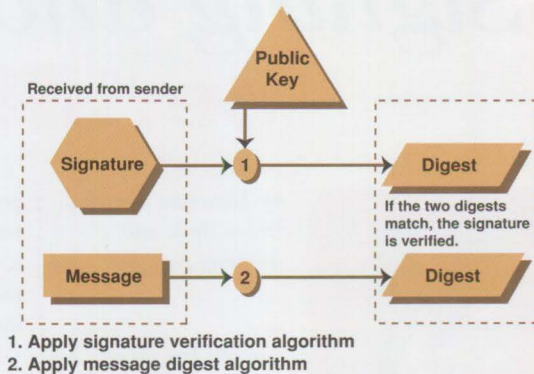 Public
Key
Received from sender
Signature
1
Digest
If the two digests
match, the signature
is verified.
Message
2
Digest
1. Apply signature verification algorithm
2. Apply message digest algorithm